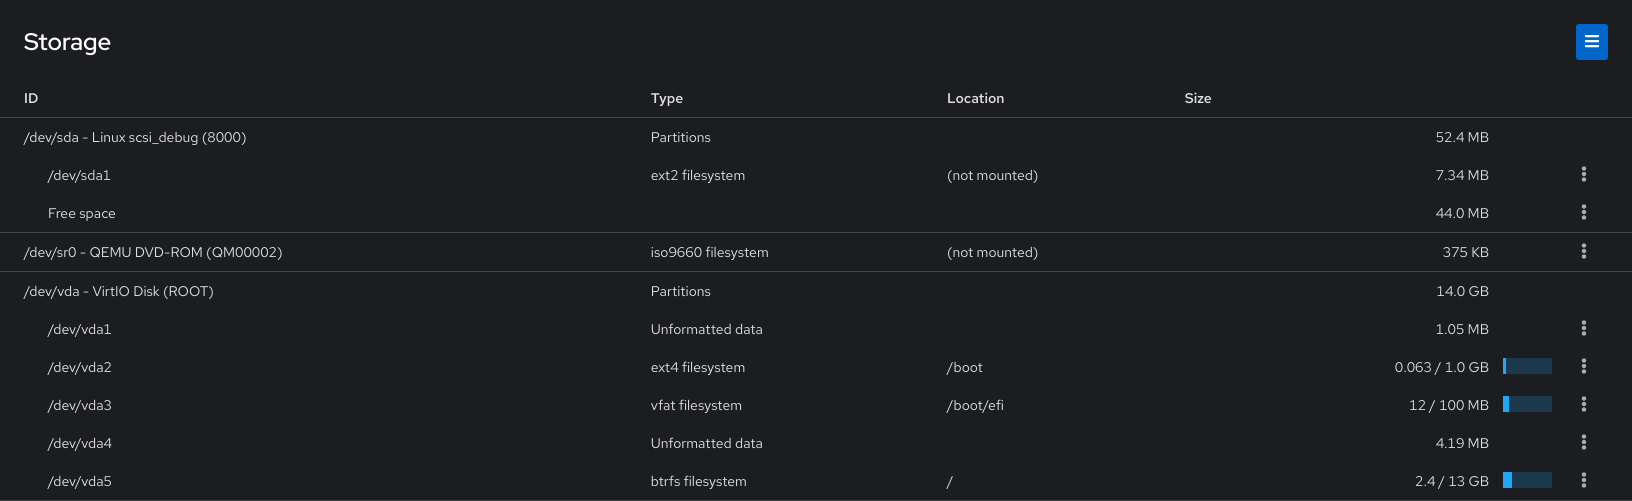 Storage
ID Type Location Size
/dev/sda - Linux scsi_debug (8000) Partitions 52.4 MB
/dev/sda1 ext2 filesystem (not mounted) 7.34 MB
Free space 44.0 MB
/dev/sr0 - QEMU DVD-ROM (QM00002) iso9660 filesystem (not mounted) 375 KB
/dev/vda - VirtIO Disk (ROOT) Partitions 14.0 GB
/dev/vda1 Unformatted data 1.05 MB
/dev/vda2 ext4 filesystem /boot 0.063 / 1.0 GB
/dev/vda3 vfat filesystem /boot/efi 12 / 100 MB
/dev/vda4 Unformatted data 4.19 MB
/dev/vda5 btrfs filesystem / 2.4 / 13 GB